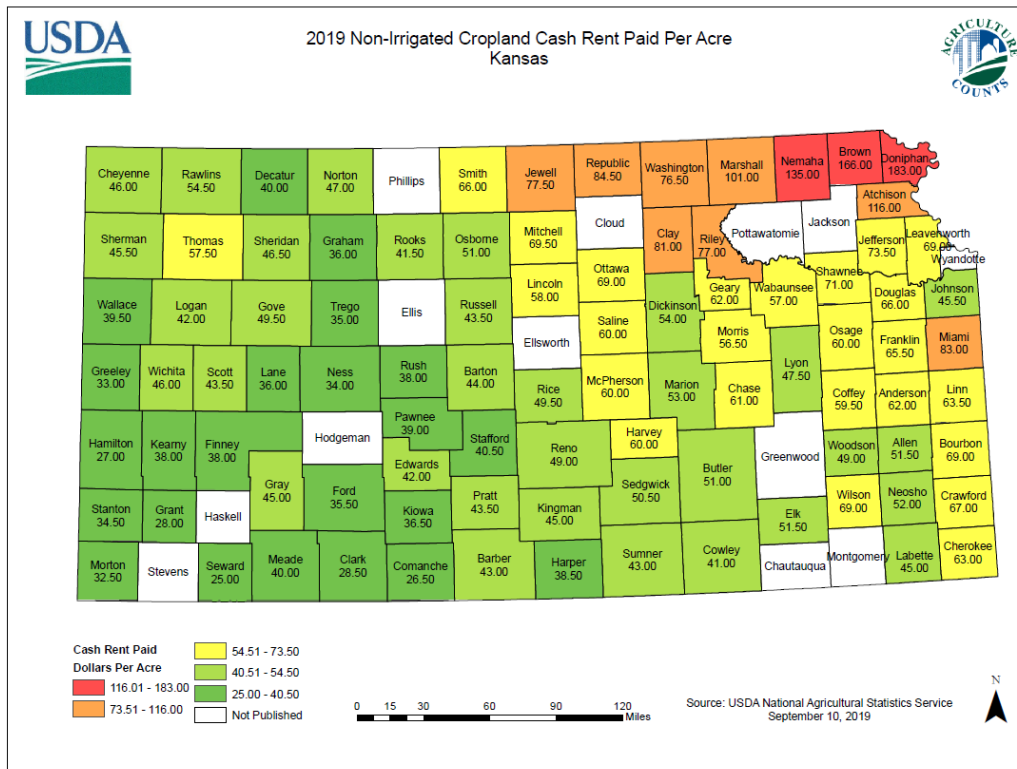 USDA
2019 Non-Irrigated Cropland Cash Rent Paid Per Acre
Kansas
AGRICULTURE
COUNTS
Cheyenne
46.00
Rawlins
54.50
Decatur
40.00
Norton
47.00
Phillips
Smith
66.00
Jewell
77.50
Republic
84.50
Washington
76.50
Marshall
101.00
Nemaha
135.00
Brown
166.00
Doniphan
183.00
Atchison
116.00
Sherman
45.50
Thomas
57.50
Sheridan
46.50
Graham
36.00
Rooks
41.50
Osborne
51.00
Mitchell
69.50
Cloud
Clay
81.00
Riley
77.00
Pottawatomie
Jackson
Jefferson
73.50
Leavenworth
69.00
Wyandotte
Wallace
39.50
Logan
42.00
Gove
49.50
Trego
35.00
Ellis
Russell
43.50
Lincoln
58.00
Ottawa
69.00
Saline
60.00
Dickinson
54.00
Geary
62.00
Wabaunsee
57.00
Shawnee
71.00
Douglas
66.00
Johnson
45.50
Ellsworth
Morris
56.50
Lyon
47.50
Osage
60.00
Franklin
65.50
Miami
83.00
Greeley
33.00
Wichita
46.00
Scott
43.50
Lane
36.00
Ness
34.00
Rush
38.00
Barton
44.00
Rice
49.50
McPherson
60.00
Marion
53.00
Chase
61.00
Coffey
59.50
Anderson
62.00
Linn
63.50
Hamilton
27.00
Kearny
38.00
Finney
38.00
Hodgeman
Pawnee
39.00
Stafford
40.50
Edwards
42.00
Reno
49.00
Harvey
60.00
Butler
51.00
Greenwood
Woodson
49.00
Allen
51.50
Bourbon
69.00
Gray
45.00
Ford
35.50
Kiowa
36.50
Pratt
43.50
Kingman
45.00
Sedgwick
50.50
Elk
51.50
Wilson
69.00
Neosho
52.00
Crawford
67.00
Stanton
34.50
Grant
28.00
Haskell
Morton
32.50
Stevens
Seward
25.00
Meade
40.00
Clark
28.50
Comanche
26.50
Barber
43.00
Harper
38.50
Sumner
43.00
Cowley
41.00
Chautauqua
Montgomery
Labette
45.00
Cherokee
63.00
Cash Rent Paid
Dollars Per Acre
116.01 - 183.00
73.51 - 116.00
54.51 - 73.50
40.51 - 54.50
25.00 - 40.50
Not Published
0 15 30 60 90 120
Miles
Source: USDA National Agricultural Statistics Service
September 10, 2019
N